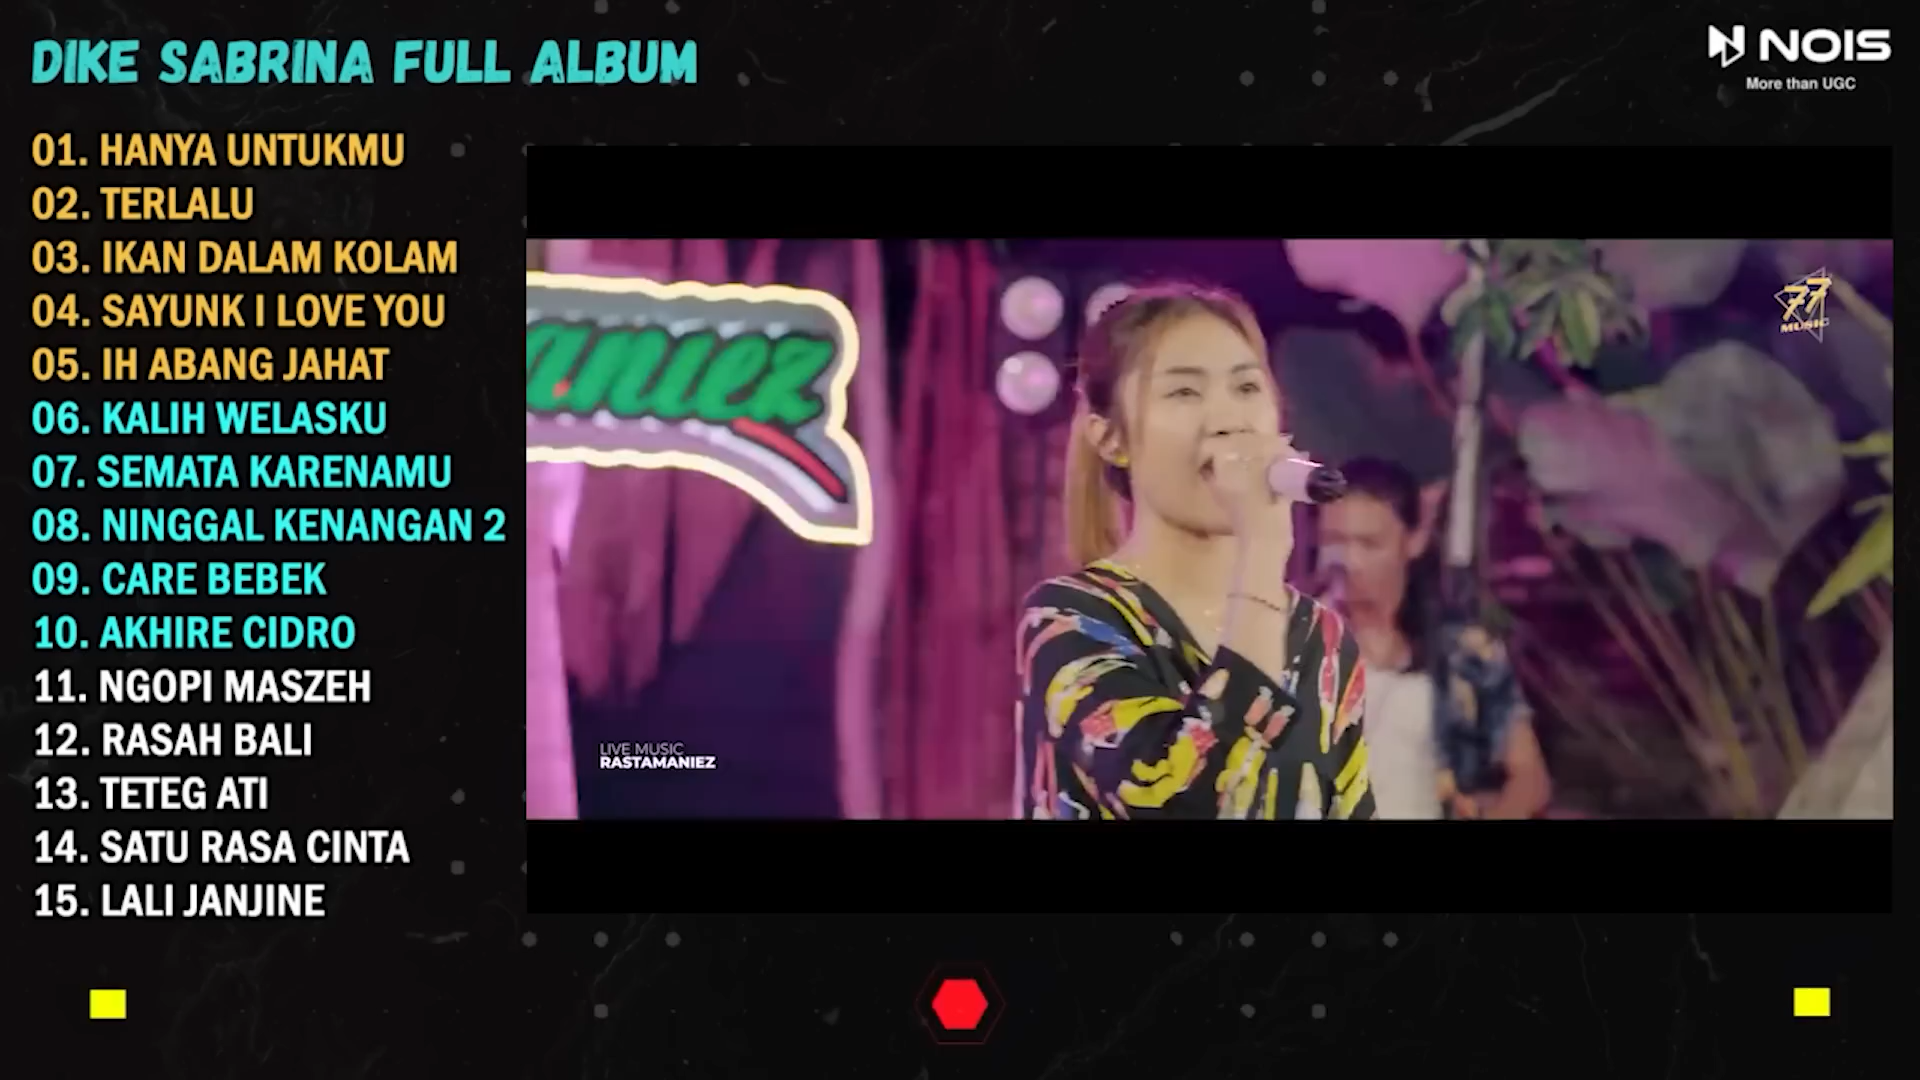 DIKE SABRINA FULL ALBUM
NOIS
More than UGC
01. HANYA UNTUKMU
02. TERLALU
03. IKAN DALAM KOLAM
04. SAYUNK I LOVE YOU
05. IH ABANG JAHAT
06. KALIH WELASKU
07. SEMATA KARENAMU
08. NINGGAL KENANGAN 2
09. CARE BEBEK
10. AKHIRE CIDRO
11. NGOPI MASZEH
12. RASAH BALI
13. TETEG ATI
14. SATU RASA CINTA
15. LALI JANJINE
aniez
77
MUSIC
LIVE MUSIC
RASTAMANIEZ